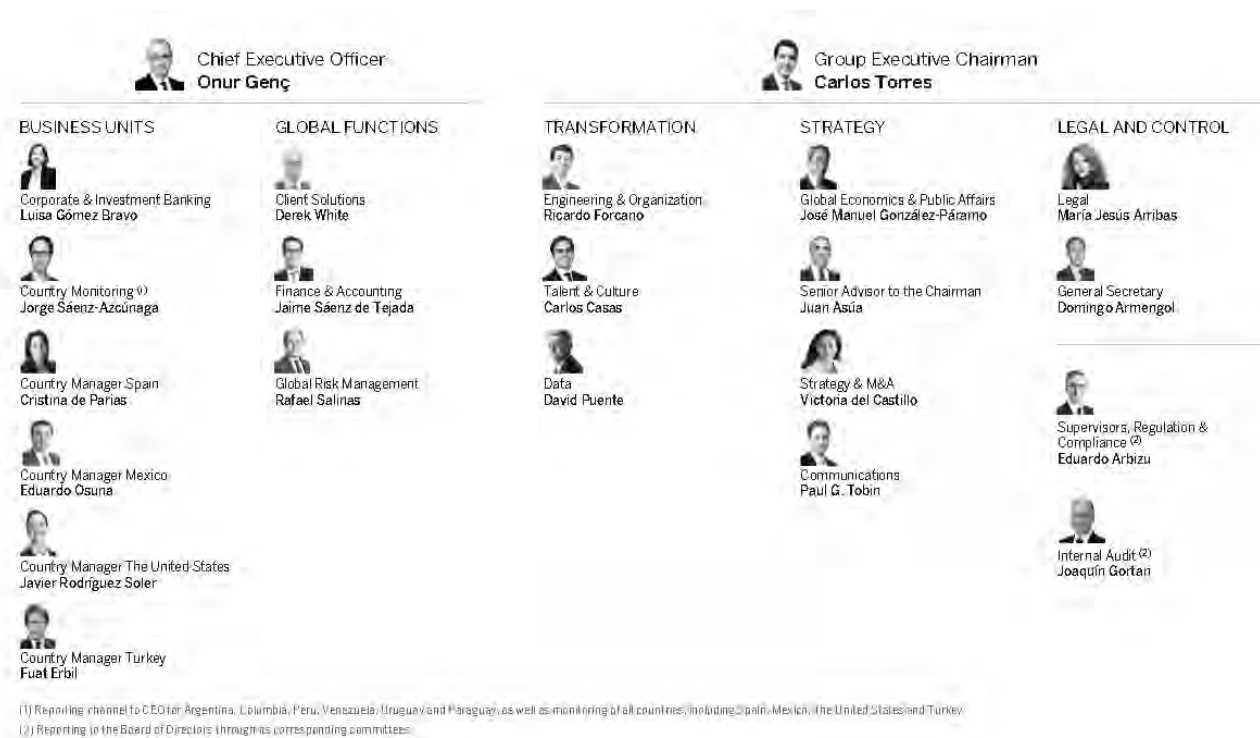 Chief Executive Officer
Onur Genç
Group Executive Chairman
Carlos Torres
BUSINESS UNITS
Corporate & Investment Banking
Luisa Gómez Bravo
Country Monitoring (1)
Jorge Sáenz-Azcúnaga
Country Manager Spain
Cristina de Parias
Country Manager Mexico
Eduardo Osuna
Country Manager The United States
Javier Rodríguez Soler
Country Manager Turkey
Fuat Erbil
GLOBAL FUNCTIONS
Client Solutions
Derek White
Finance & Accounting
Jaime Sáenz de Tejada
Global Risk Management
Rafael Salinas
TRANSFORMATION
Engineering & Organization
Ricardo Forcano
Talent & Culture
Carlos Casas
Data
David Puente
STRATEGY
Global Economics & Public Affairs
José Manuel González-Páramo
Senior Advisor to the Chairman
Juan Asúa
Strategy & M&A
Victoria del Castillo
Communications
Paul G. Tobin
LEGAL AND CONTROL
Legal
María Jesús Arribas
General Secretary
Domingo Armengol
Supervisors, Regulation &
Compliance (2)
Eduardo Arbizu
Internal Audit (2)
Joaquín Gortari
(1) Reporting channel to CEO for Argentina, Colombia, Peru, Venezuela, Uruguay and Paraguay, as well as monitoring of all countries, including Spain, Mexico, the United States and Turkey
(2) Reporting to the Board of Directors through its corresponding committees